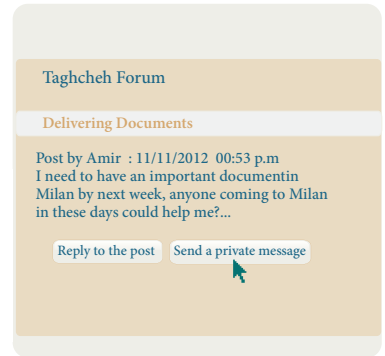 Taghcheh Forum
Delivering Documents
Post by Amir : 11/11/2012 00:53 p.m
I need to have an important documentin
Milan by next week, anyone coming to Milan
in these days could help me?...
Reply to the post
Send a private message